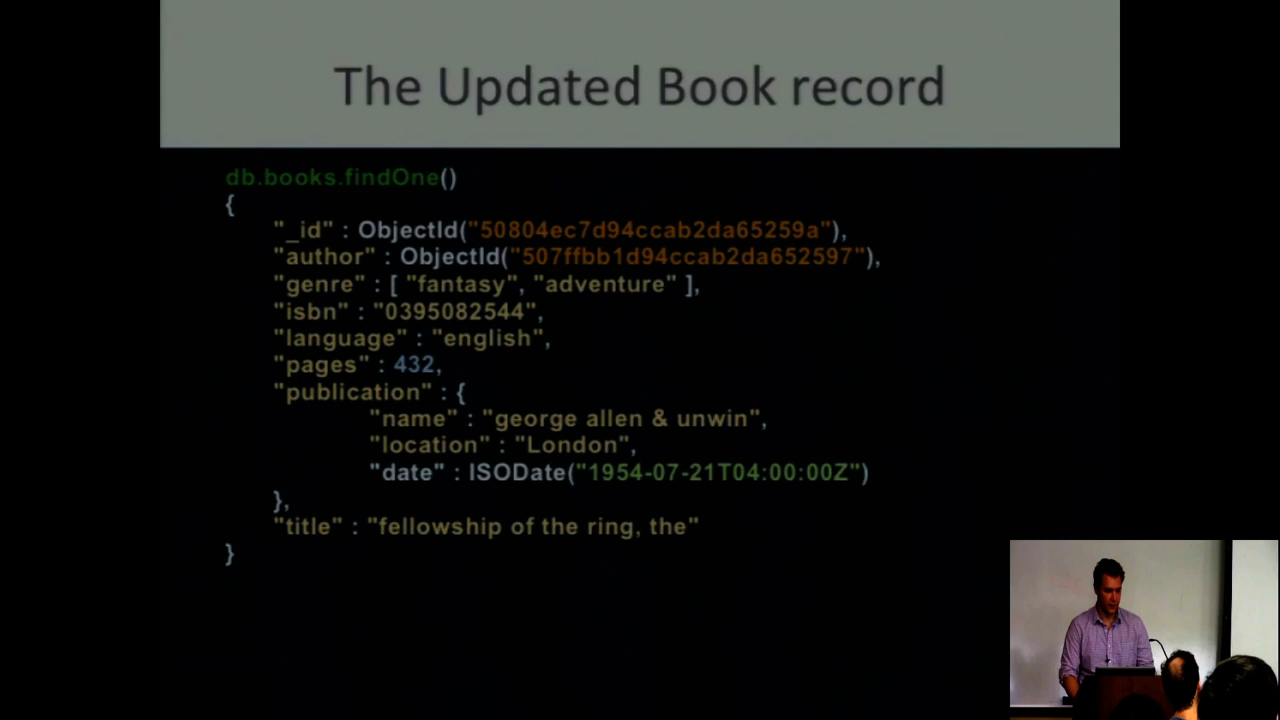 The Updated Book record
db.books.findOne()
{
"_id" : ObjectId("50804ec7d94ccab2da65259a"),
"author" : ObjectId("507ffbb1d94ccab2da652597"),
"genre" : [ "fantasy", "adventure" ],
"isbn" : "0395082544",
"language" : "english",
"pages" : 432,
"publication" : {
"name" : "george allen & unwin",
"location" : "London",
"date" : ISODate("1954-07-21T04:00:00Z")
},
"title" : "fellowship of the ring, the"
}